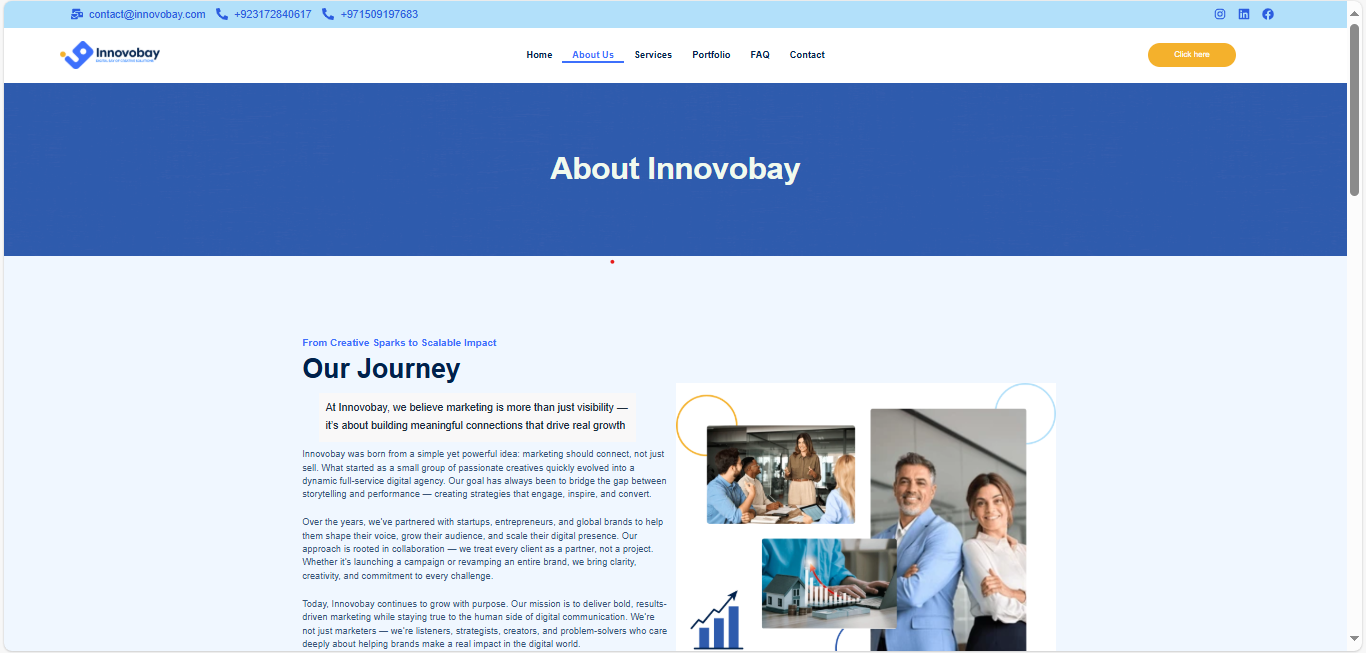 contact@innovobay.com +923172840617 +971509197683
Innovobay
Home About Us Services Portfolio FAQ Contact
Click here
About Innovobay
From Creative Sparks to Scalable Impact
Our Journey
At Innovobay, we believe marketing is more than just visibility —
it's about building meaningful connections that drive real growth
Innovobay was born from a simple yet powerful idea: marketing should connect, not just
sell. What started as a small group of passionate creatives quickly evolved into a
dynamic full-service digital agency. Our goal has always been to bridge the gap between
storytelling and performance — creating strategies that engage, inspire, and convert.
Over the years, we've partnered with startups, entrepreneurs, and global brands to help
them shape their voice, grow their audience, and scale their digital presence. Our
approach is rooted in collaboration — we treat every client as a partner, not a project.
Whether it's launching a campaign or revamping an entire brand, we bring clarity,
creativity, and commitment to every challenge.
Today, Innovobay continues to grow with purpose. Our mission is to deliver bold, results-
driven marketing while staying true to the human side of digital communication. We're
not just marketers — we're listeners, strategists, creators, and problem-solvers who care
deeply about helping brands make a real impact in the digital world.